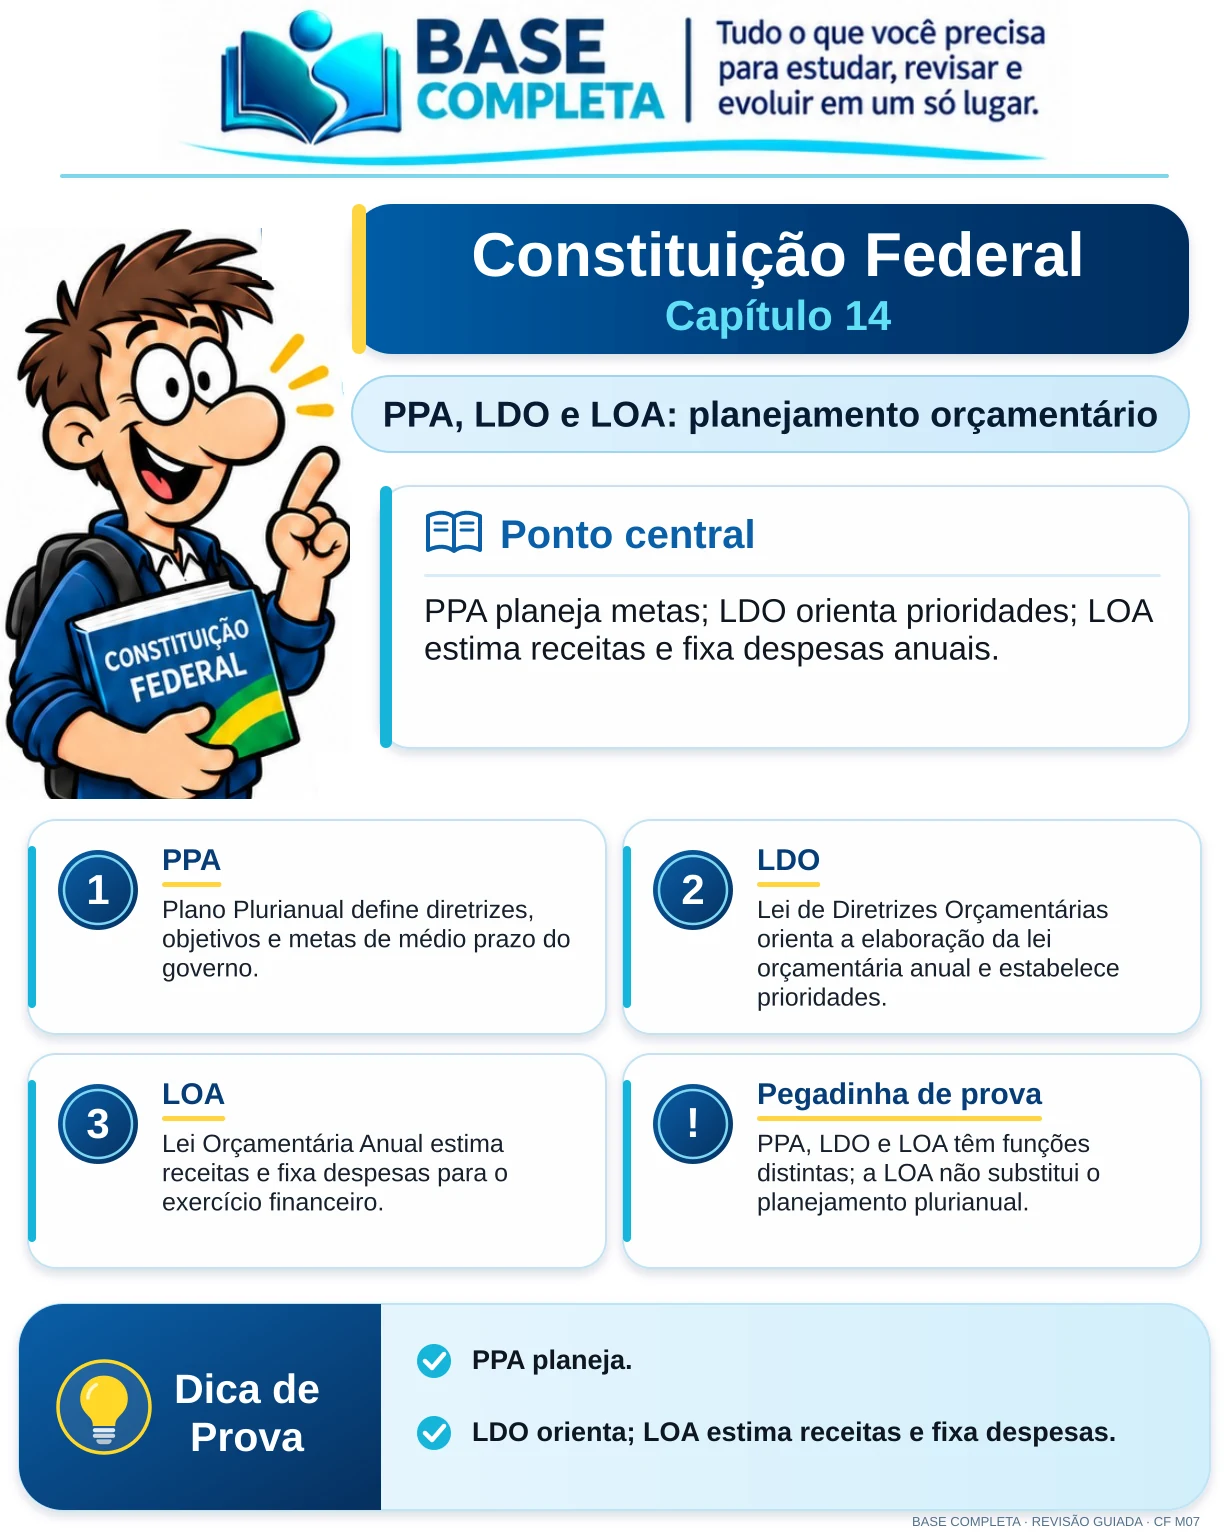 BASE
COMPLETA
Tudo o que você precisa
para estudar, revisar e
evoluir em um só lugar.
Constituição Federal
Capítulo 14
PPA, LDO e LOA: planejamento orçamentário
CONSTITUIÇÃO
FEDERAL
Ponto central
PPA planeja metas; LDO orienta prioridades; LOA
estima receitas e fixa despesas anuais.
1
PPA
Plano Plurianual define diretrizes,
objetivos e metas de médio prazo do
governo.
2
LDO
Lei de Diretrizes Orçamentárias
orienta a elaboração da lei
orçamentária anual e estabelece
prioridades.
3
LOA
Lei Orçamentária Anual estima
receitas e fixa despesas para o
exercício financeiro.
!
Pegadinha de prova
PPA, LDO e LOA têm funções
distintas; a LOA não substitui o
planejamento plurianual.
Dica de
Prova
PPA planeja.
LDO orienta; LOA estima receitas e fixa despesas.
BASE COMPLETA · REVISÃO GUIADA · CF M07